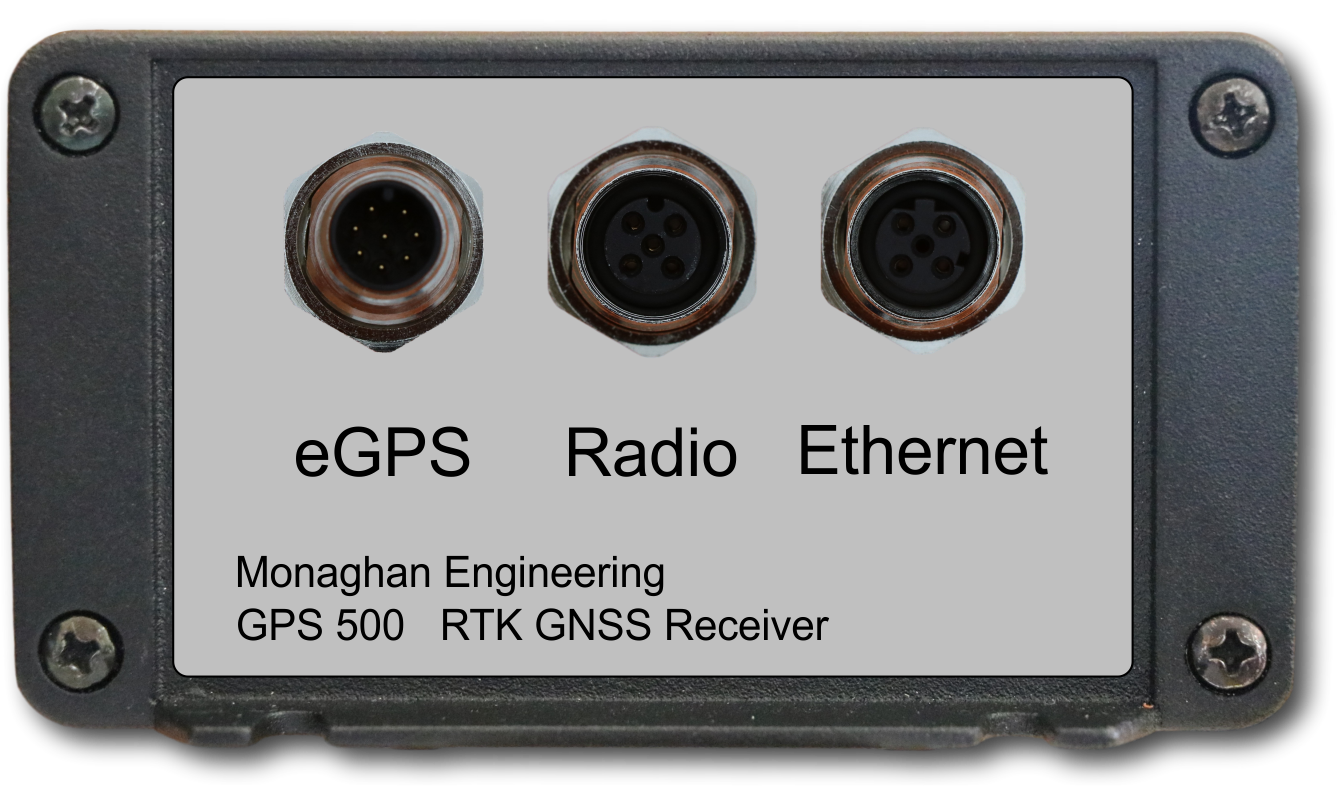 eGPS Radio Ethernet
Monaghan Engineering
GPS 500 RTK GNSS Receiver